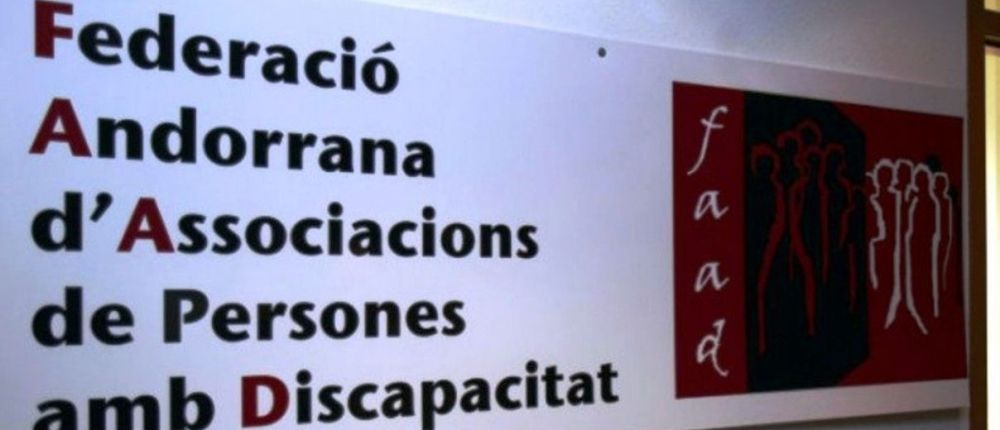 Federació
Andorrana
d'Associacions
de Persones
amb Discapacitat
f
a
a
d